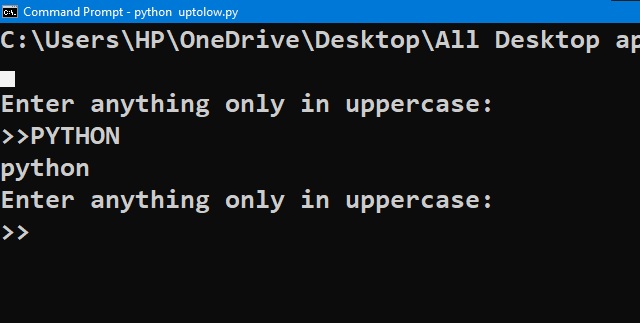 Command Prompt - python  uptolow.py
C:\Users\HP\OneDrive\Desktop\All Desktop
Enter anything only in uppercase:
>>PYTHON
python
Enter anything only in uppercase:
>>